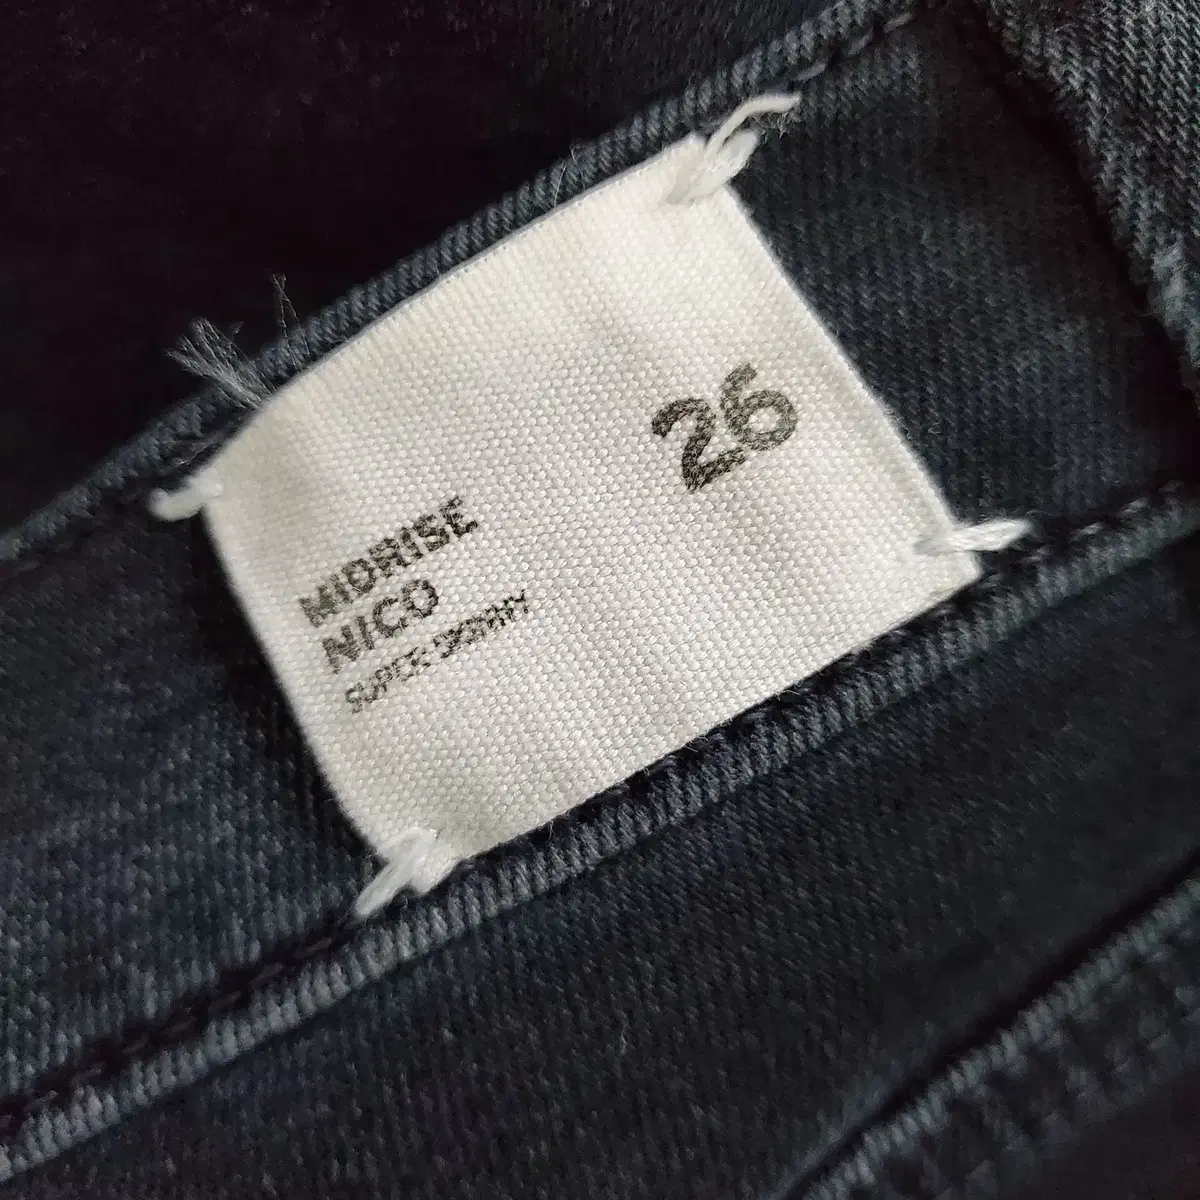 26
MIDRISE
NICO
SUPER-SKINNY